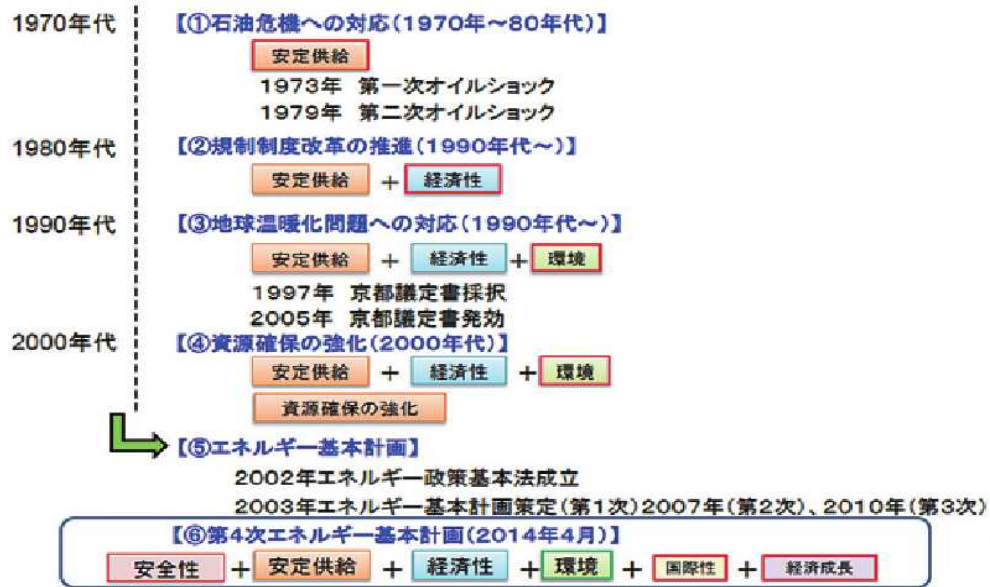 1970年代 【①石油危機への対応(1970年～80年代)】
安定供給
1973年 第一次オイルショック
1979年 第二次オイルショック
1980年代 【②規制制度改革の推進(1990年代～)】
安定供給 + 経済性
1990年代 【③地球温暖化問題への対応(1990年代～)】
安定供給 + 経済性 + 環境
1997年 京都議定書採択
2005年 京都議定書発効
2000年代 【④資源確保の強化(2000年代)】
安定供給 + 経済性 + 環境
資源確保の強化
【⑤エネルギー基本計画】
2002年エネルギー政策基本法成立
2003年エネルギー基本計画策定(第1次)2007年(第2次)、2010年(第3次)
【⑥第4次エネルギー基本計画(2014年4月)】
安全性 + 安定供給 + 経済性 + 環境 + 国際性 + 経済成長